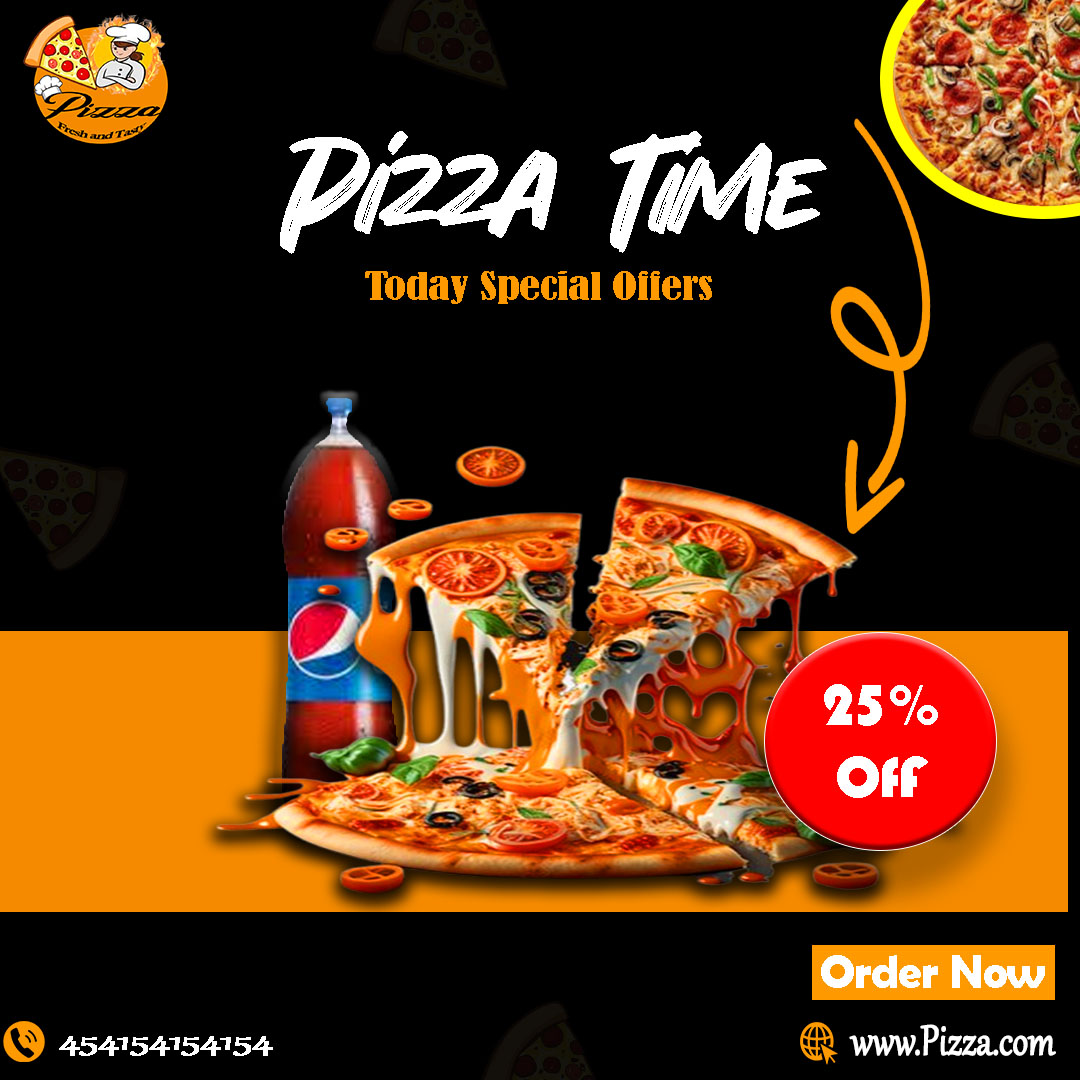 Pizza
Fresh and Tasty
Pizza Time
Today Special Offers
25%
Off
Order Now
454154154154
www.Pizza.com